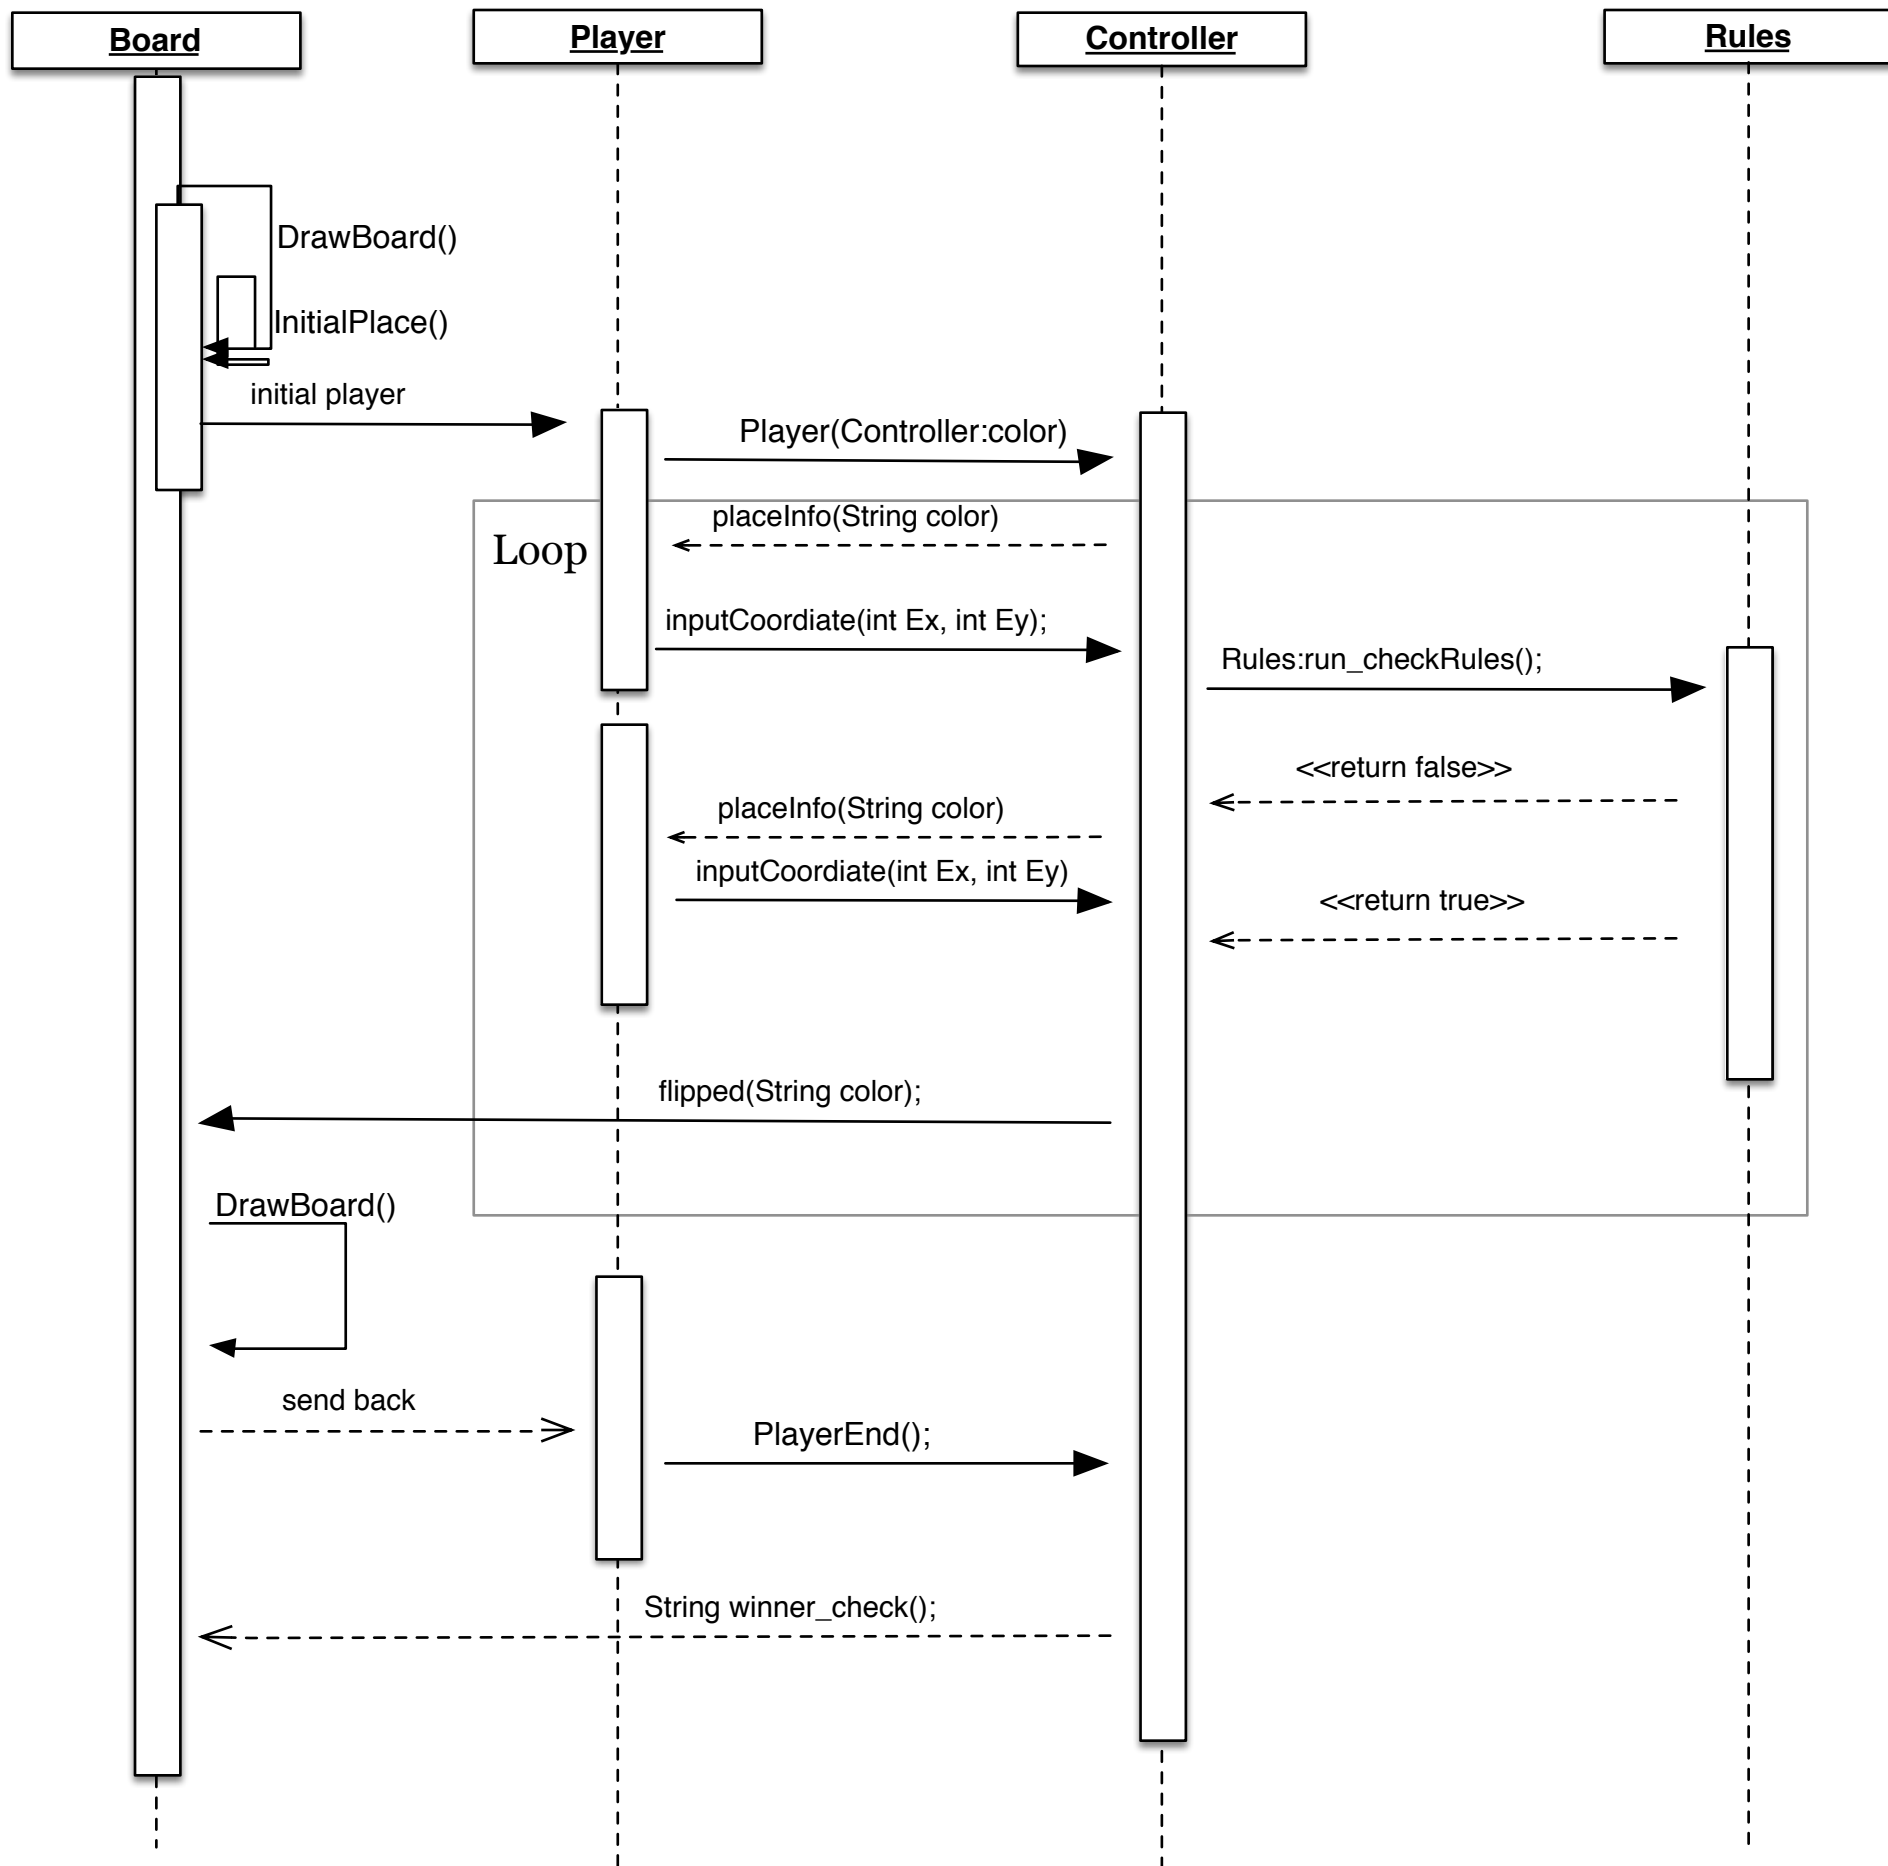 Board
Player
Controller
Rules
DrawBoard()
InitialPlace()
initial player
Player(Controller:color)
placeInfo(String color)
Loop
inputCoordiate(int Ex, int Ey);
Rules:run_checkRules();
<<return false>>
placeInfo(String color)
inputCoordiate(int Ex, int Ey)
<<return true>>
flipped(String color);
DrawBoard()
send back
PlayerEnd();
String winner_check();